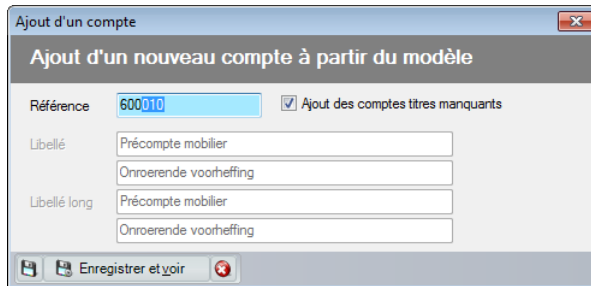 Ajout d'un compte
Ajout d'un nouveau compte à partir du modèle
Référence 600010 Ajout des comptes titres manquants
Libellé Précompte mobilier
Onroerende voorheffing
Libellé long Précompte mobilier
Onroerende voorheffing
Enregistrer et voir